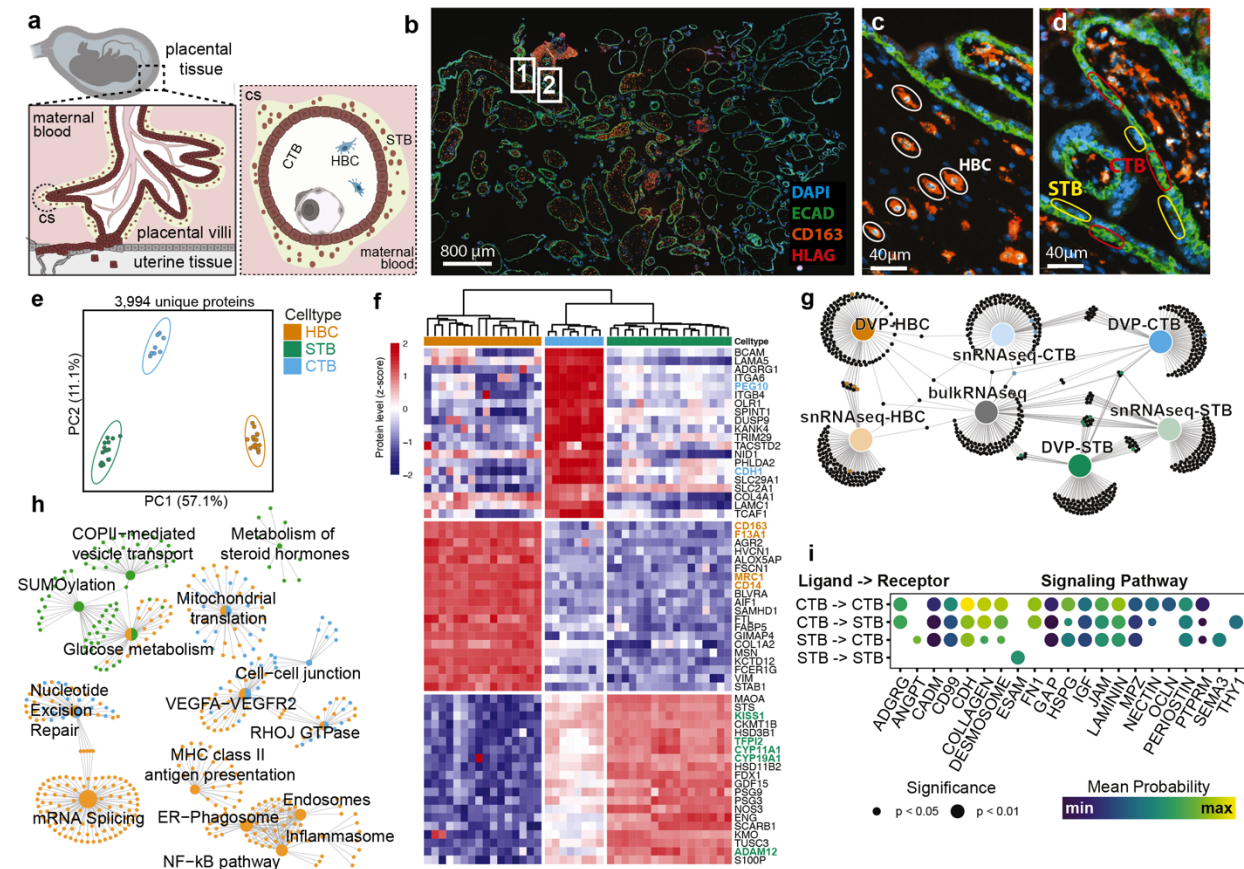 a
placental
tissue
maternal
blood
cs
placental villi
uterine tissue
cs
CTB
HBC
STB
maternal
blood
b
1
2
800 µm
DAPI
ECAD
CD163
HLAG
c
HBC
40µm
d
CTB
STB
40µm
e
3,994 unique proteins
Celltype
HBC
STB
CTB
PC2 (11.1%)
PC1 (57.1%)
f
Protein level (z-score)
2
1
0
−1
−2
Celltype
BCAM
LAMA5
ADGRG1
ITGA6
PEG10
ITGB4
OLR1
SPINT1
DUSP9
KANK4
TRIM29
TACSTD2
NID1
PHLDA2
CDH1
SLC29A1
SLC2A1
COL4A1
LAMC1
TCAF1
CD163
F13A1
AGR2
HVCN1
ALOX5AP
FSCN1
MRC1
CD14
BLVRA
AIF1
SAMHD1
FTL
FABP5
GIMAP4
COL1A2
MSN
KCTD12
FCER1G
VIM
STAB1
MAOA
STS
KISS1
CKMT1B
HSD3B1
TFPI2
CYP11A1
CYP19A1
HSD11B2
FDX1
GDF15
PSG9
PSG3
NOS3
ENG
SCARB1
KMO
TUSC3
ADAM12
S100P
g
DVP-HBC
snRNAseq-CTB
DVP-CTB
bulkRNAseq
snRNAseq-HBC
snRNAseq-STB
DVP-STB
h
COPII−mediated
vesicle transport
Metabolism of
steroid hormones
SUMOylation
Mitochondrial
translation
Glucose metabolism
Cell−cell junction
Nucleotide
Excision
Repair
VEGFA−VEGFR2
RHOJ GTPase
MHC class II
antigen presentation
Endosomes
mRNA Splicing
ER−Phagosome
Inflammasome
NF−kB pathway
i
Ligand -> Receptor
Signaling Pathway
CTB -> CTB
CTB -> STB
STB -> CTB
STB -> STB
ADGRG
ANGPT
CADM
CD99
CDH
COLLAGEN
DESMOSOME
ESAM
FN1
GAP
HSPG
IGF
JAM
LAMININ
MPZ
NECTIN
OCLN
PERIOSTIN
PTPRM
SEMA3
THY1
Significance
p < 0.05
p < 0.01
Mean Probability
min
max